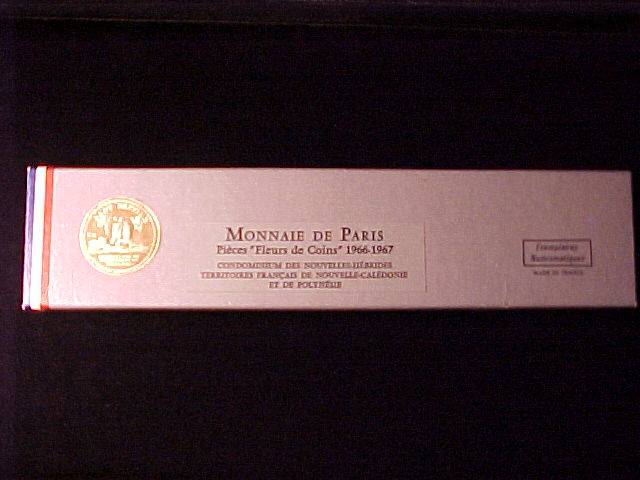 MONNAIE DE PARIS
Pièces "Fleurs de Coins" 1966-1967
CONDOMINIUM DES NOUVELLES-HÉBRIDES
TERRITOIRES FRANÇAIS DE NOUVELLE-CALÉDONIE
ET DE POLYNÉSIE
Numismatiques
MADE IN FRANCE